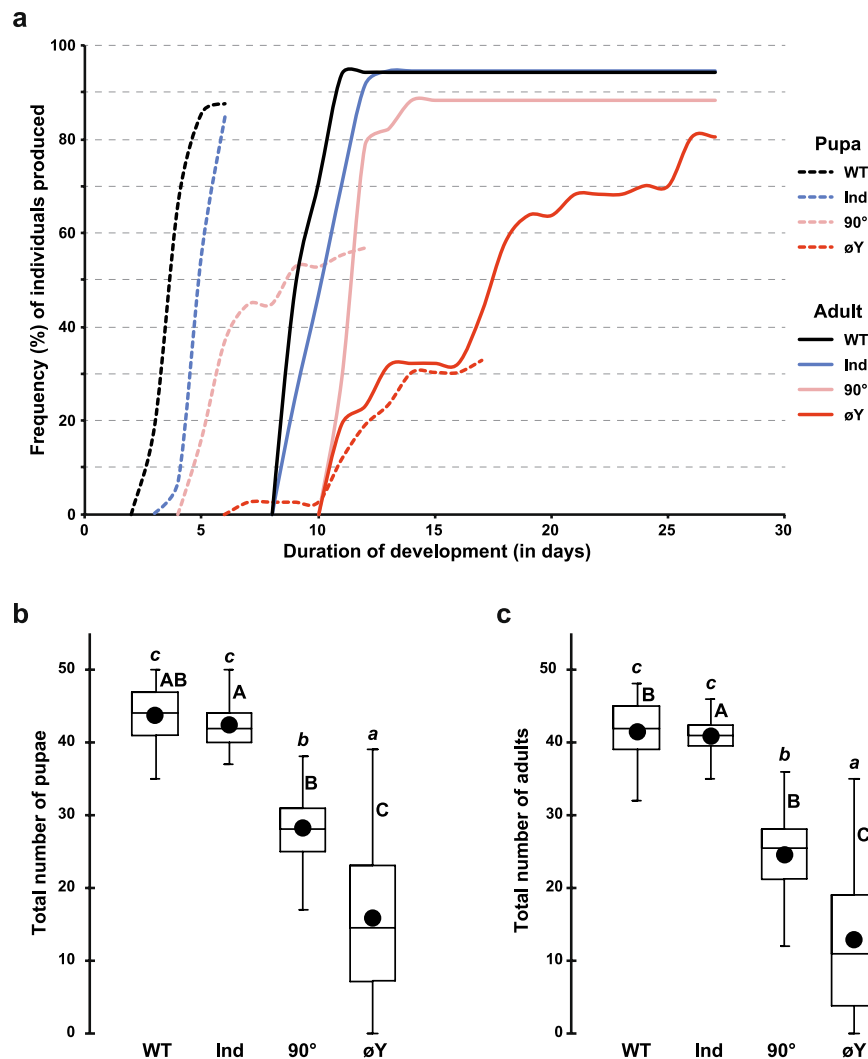 a
Frequency (%) of individuals produced
100
80
60
40
20
0
0 5 10 15 20 25 30
Duration of development (in days)
Pupa
WT
Ind
90°
øY
Adult
WT
Ind
90°
øY
b
Total number of pupae
50
40
30
20
10
0
c c b a
AB A B C
WT Ind 90° øY
c
Total number of adults
50
40
30
20
10
0
c c b a
B A B C
WT Ind 90° øY